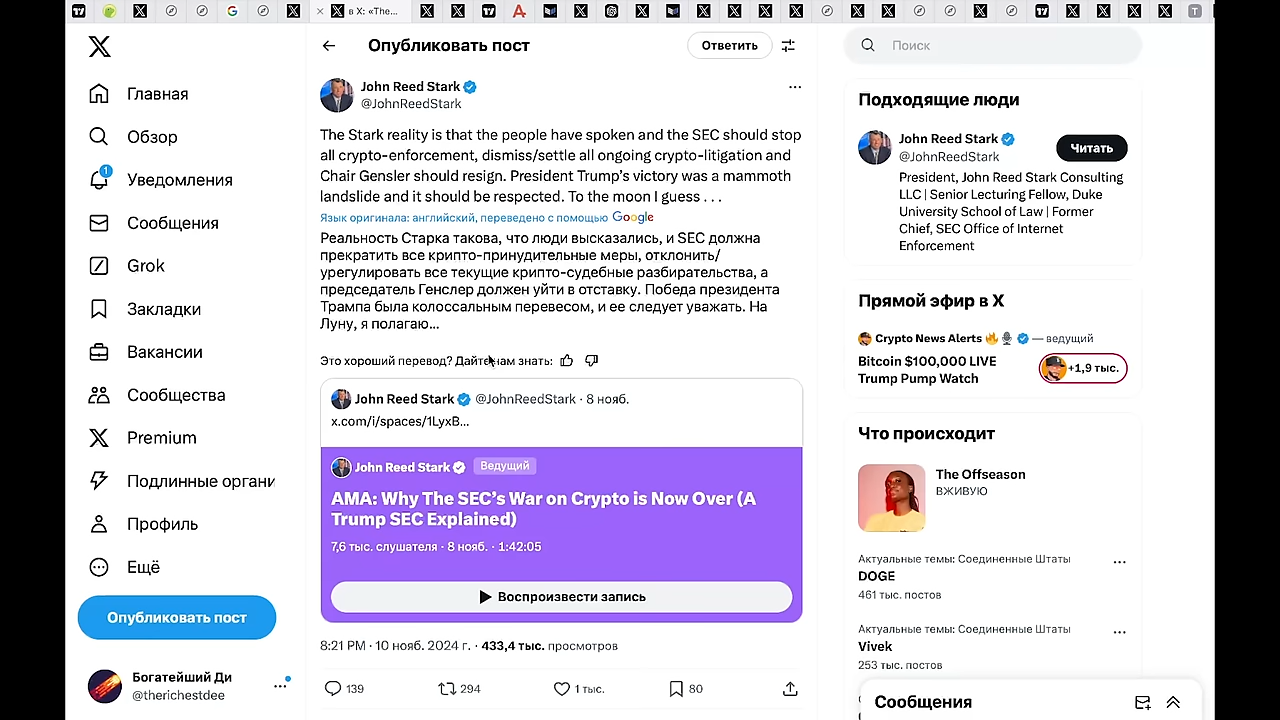 в X: «The...
Главная
Обзор
1
Уведомления
Сообщения
Grok
Закладки
Вакансии
Сообщества
Premium
Подлинные органи
Профиль
Ещё
Опубликовать пост
Богатейший Ди
@therichestdee
Опубликовать пост
Ответить
John Reed Stark
@JohnReedStark
The Stark reality is that the people have spoken and the SEC should stop
all crypto-enforcement, dismiss/settle all ongoing crypto-litigation and
Chair Gensler should resign. President Trump's victory was a mammoth
landslide and it should be respected. To the moon I guess . . .
Язык оригинала: английский, переведено с помощью Google
Реальность Старка такова, что люди высказались, и SEC должна
прекратить все крипто-принудительные меры, отклонить/
урегулировать все текущие крипто-судебные разбирательства, а
председатель Генслер должен уйти в отставку. Победа президента
Трампа была колоссальным перевесом, и ее следует уважать. На
Луну, я полагаю...
Это хороший перевод? Дайте нам знать:
John Reed Stark @JohnReedStark · 8 нояб.
x.com/i/spaces/1LyxB...
John Reed Stark Ведущий
AMA: Why The SEC's War on Crypto is Now Over (A
Trump SEC Explained)
7,6 тыс. слушателя · 8 нояб. · 1:42:05
Воспроизвести запись
8:21 PM · 10 нояб. 2024 г. · 433,4 тыс. просмотров
139 294 1 тыс. 80
Поиск
Подходящие люди
John Reed Stark
@JohnReedStark
Читать
President, John Reed Stark Consulting
LLC | Senior Lecturing Fellow, Duke
University School of Law | Former
Chief, SEC Office of Internet
Enforcement
Прямой эфир в X
Crypto News Alerts — ведущий
Bitcoin $100,000 LIVE
Trump Pump Watch
+1,9 тыс.
Что происходит
The Offseason
ВЖИВУЮ
Актуальные темы: Соединенные Штаты
DOGE
461 тыс. постов
Актуальные темы: Соединенные Штаты
Vivek
253 тыс. постов
Сообщения